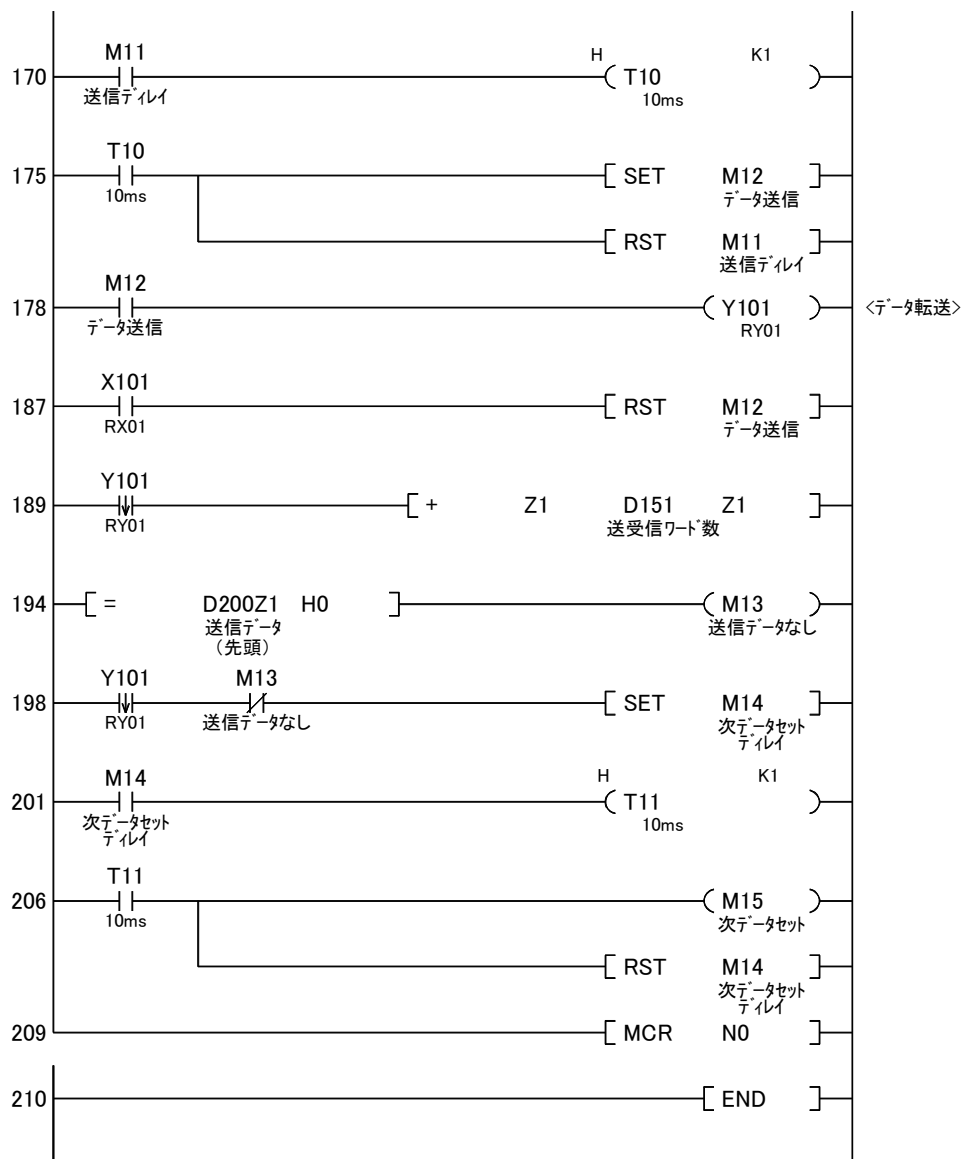 M11 H K1
170 T10
送信ディレイ 10ms
T10
175 SET M12
10ms データ送信
RST M11
送信ディレイ
M12
178 Y101 <データ転送>
データ送信 RY01
X101
187 RST M12
RX01 データ送信
Y101
189 + Z1 D151 Z1
RY01 送受信ワード数
194 = D200Z1 H0 M13
送信データ 送信データなし
（先頭）
Y101 M13
198 SET M14
RY01 送信データなし 次データセット
ディレイ
M14 H K1
201 T11
次データセット 10ms
ディレイ
T11
206 M15
10ms 次データセット
RST M14
次データセット
ディレイ
209 MCR N0
210 END